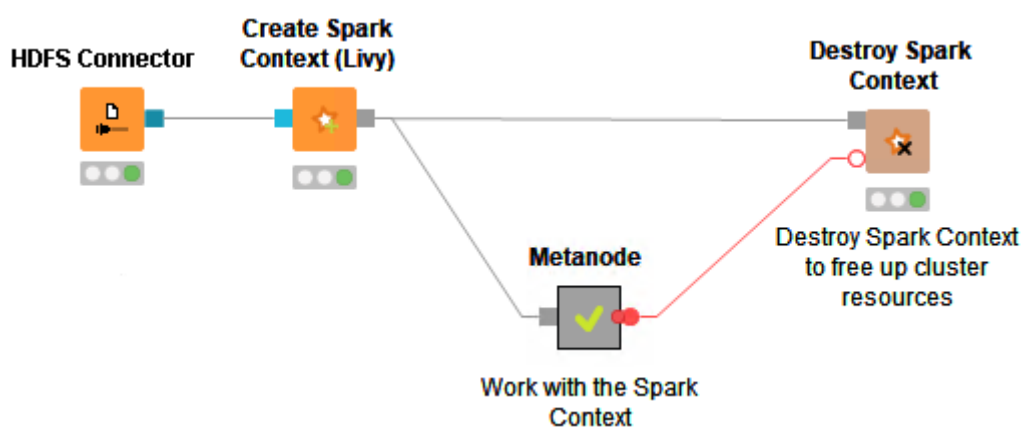 HDFS Connector
Create Spark
Context (Livy)
Destroy Spark
Context
Destroy Spark Context
to free up cluster
resources
Metanode
Work with the Spark
Context